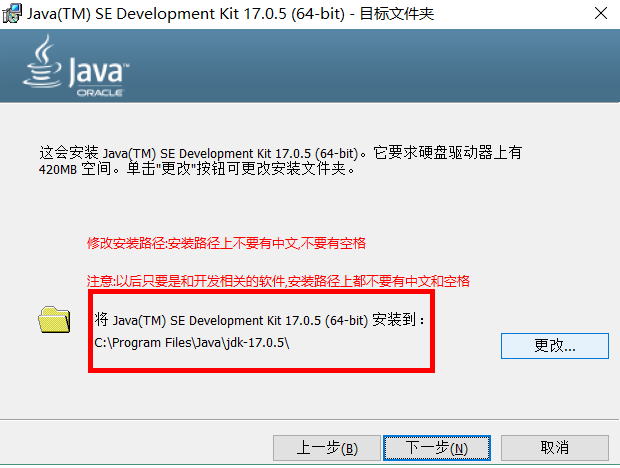 Java(TM) SE Development Kit 17.0.5 (64-bit) - 目标文件夹
Java™
ORACLE
这会安装 Java(TM) SE Development Kit 17.0.5 (64-bit)。它要求硬盘驱动器上有
420MB 空间。单击"更改"按钮可更改安装文件夹。
修改安装路径:安装路径上不要有中文,不要有空格
注意:以后只要是和开发相关的软件,安装路径上都不要有中文和空格
将 Java(TM) SE Development Kit 17.0.5 (64-bit) 安装到：
C:\Program Files\Java\jdk-17.0.5\
更改...
上一步(B)
下一步(N)
取消